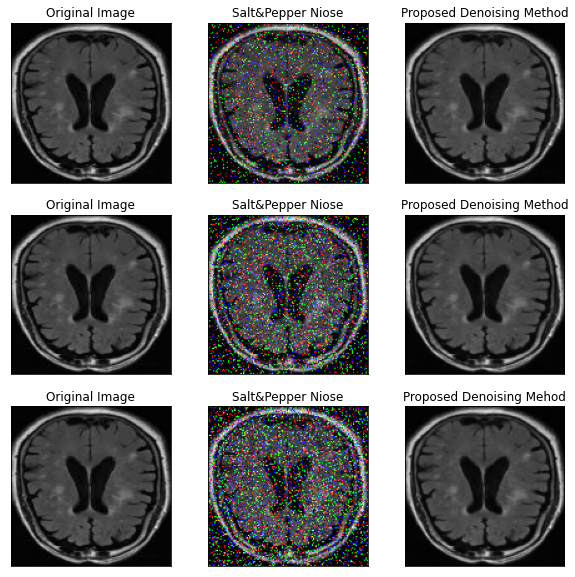 Original Image
Salt&Pepper Niose
Proposed Denoising Method
Original Image
Salt&Pepper Niose
Proposed Denoising Method
Original Image
Salt&Pepper Niose
Proposed Denoising Mehod